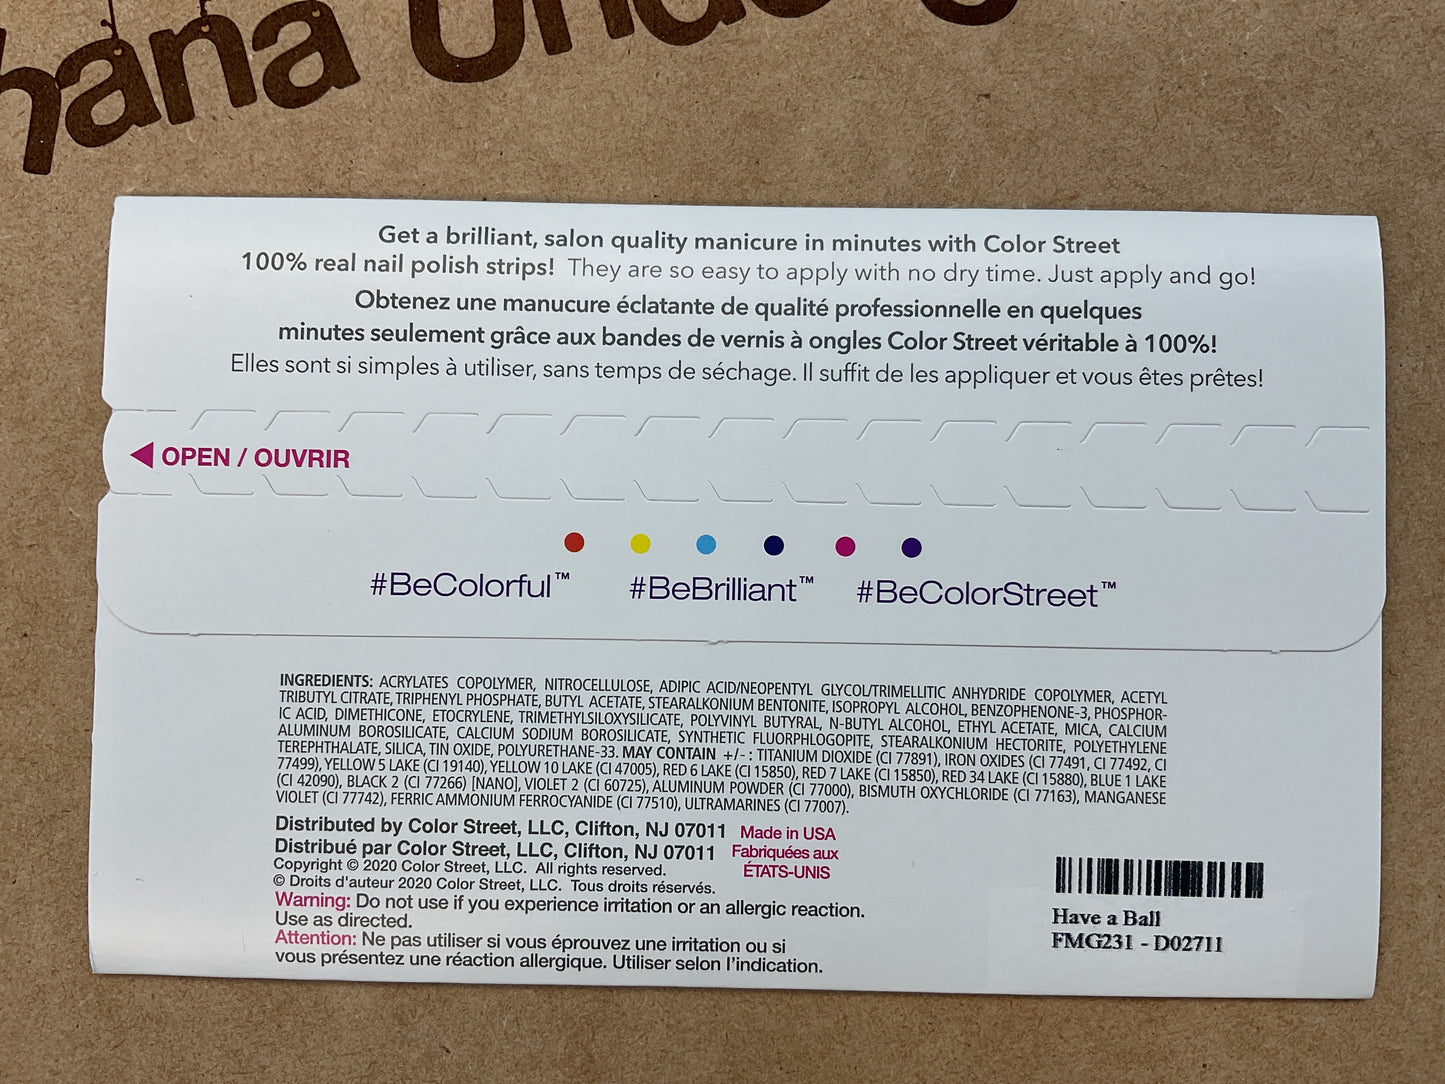 hana Unde
Get a brilliant, salon quality manicure in minutes with Color Street
100% real nail polish strips! They are so easy to apply with no dry time. Just apply and go!
Obtenez une manucure éclatante de qualité professionnelle en quelques
minutes seulement grâce aux bandes de vernis à ongles Color Street véritable à 100%!
Elles sont si simples à utiliser, sans temps de séchage. Il suffit de les appliquer et vous êtes prêtes!
OPEN / OUVRIR
#BeColorful™ #BeBrilliant™ #BeColorStreet™
INGREDIENTS: ACRYLATES COPOLYMER, NITROCELLULOSE, ADIPIC ACID/NEOPENTYL GLYCOL/TRIMELLITIC ANHYDRIDE COPOLYMER, ACETYL
TRIBUTYL CITRATE, TRIPHENYL PHOSPHATE, BUTYL ACETATE, STEARALKONIUM BENTONITE, ISOPROPYL ALCOHOL, BENZOPHENONE-3, PHOSPHOR-
IC ACID, DIMETHICONE, ETOCRYLENE, TRIMETHYLSILOXYSILICATE, POLYVINYL BUTYRAL, N-BUTYL ALCOHOL, ETHYL ACETATE, MICA, CALCIUM
ALUMINUM BOROSILICATE, CALCIUM SODIUM BOROSILICATE, SYNTHETIC FLUORPHLOGOPITE, STEARALKONIUM HECTORITE, POLYETHYLENE
TEREPHTHALATE, SILICA, TIN OXIDE, POLYURETHANE-33. MAY CONTAIN +/- : TITANIUM DIOXIDE (CI 77891), IRON OXIDES (CI 77491, CI 77492, CI
77499), YELLOW 5 LAKE (CI 19140), YELLOW 10 LAKE (CI 47005), RED 6 LAKE (CI 15850), RED 7 LAKE (CI 15850), RED 34 LAKE (CI 15880), BLUE 1 LAKE
(CI 42090), BLACK 2 (CI 77266) [NANO], VIOLET 2 (CI 60725), ALUMINUM POWDER (CI 77000), BISMUTH OXYCHLORIDE (CI 77163), MANGANESE
VIOLET (CI 77742), FERRIC AMMONIUM FERROCYANIDE (CI 77510), ULTRAMARINES (CI 77007).
Distributed by Color Street, LLC, Clifton, NJ 07011
Distribué par Color Street, LLC, Clifton, NJ 07011
Made in USA
Fabriquées aux
ÉTATS-UNIS
Copyright © 2020 Color Street, LLC. All rights reserved.
© Droits d'auteur 2020 Color Street, LLC. Tous droits réservés.
Warning: Do not use if you experience irritation or an allergic reaction.
Use as directed.
Attention: Ne pas utiliser si vous éprouvez une irritation ou si
vous présentez une réaction allergique. Utiliser selon l'indication.
Have a Ball
FMG231 - D02711